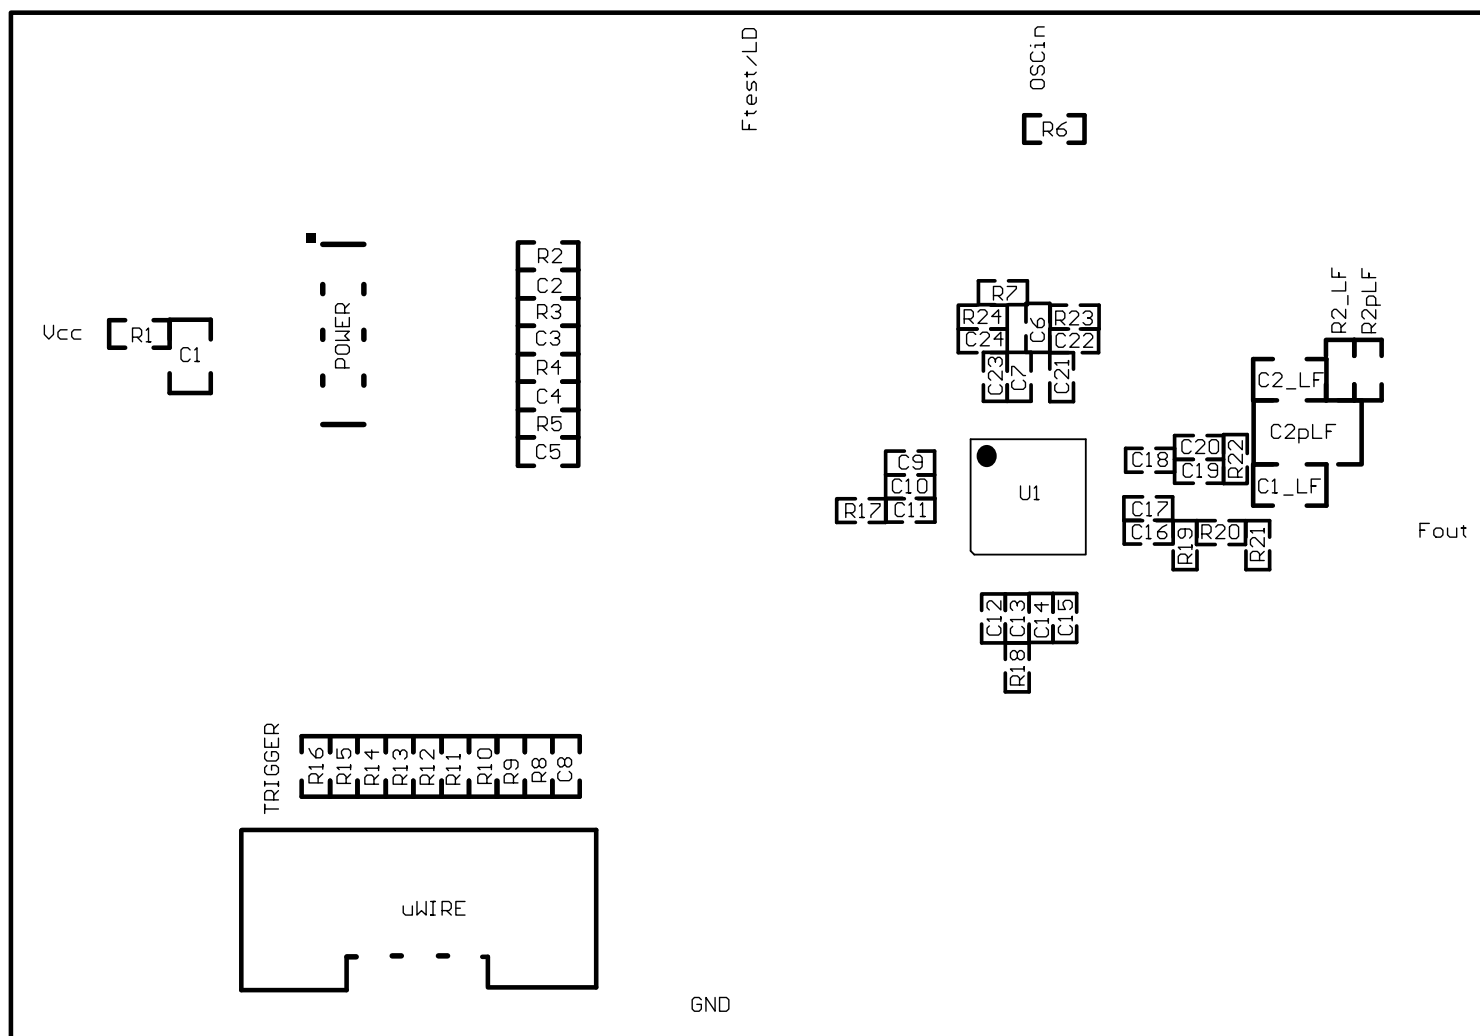 Ftest/LD
OSCin
R6
R2
C2
R3
C3
R4
C4
R5
C5
Vcc
R1
C1
POWER
R7
R24
C6
R23
C24
C22
C23
C7
C21
R2_LF
R2pLF
C2_LF
C2pLF
C1_LF
C9
C10
R17
C11
U1
C18
C20
C19
R22
C17
C16
R19
R20
R21
Fout
C12
C13
C14
C15
R18
TRIGGER
R16
R15
R14
R13
R12
R11
R10
R9
R8
C8
uWIRE
GND